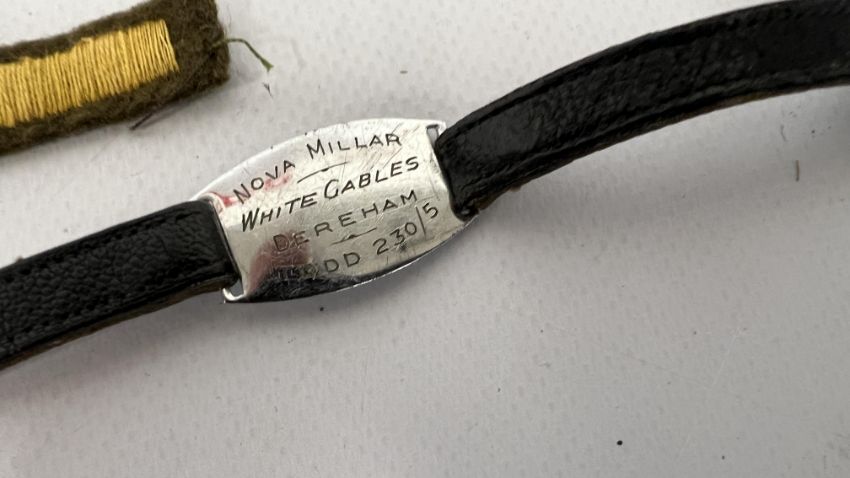 NOVA MILLAR
WHITE GABLES
DEREHAM
230/5